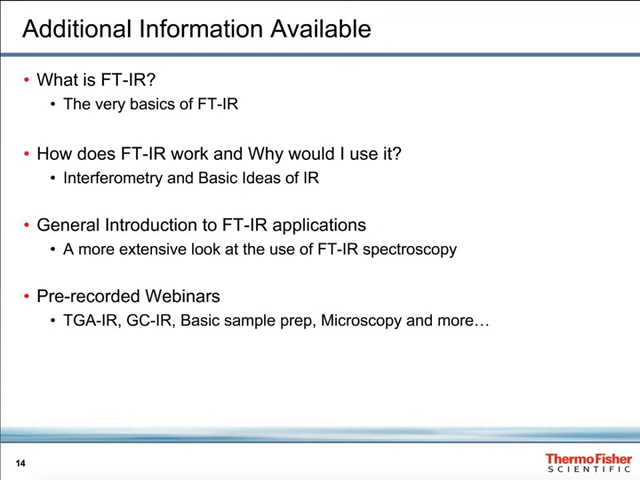 Additional Information Available
• What is FT-IR?
• The very basics of FT-IR
• How does FT-IR work and Why would I use it?
• Interferometry and Basic Ideas of IR
• General Introduction to FT-IR applications
• A more extensive look at the use of FT-IR spectroscopy
• Pre-recorded Webinars
• TGA-IR, GC-IR, Basic sample prep, Microscopy and more…
14
ThermoFisher
SCIENTIFIC